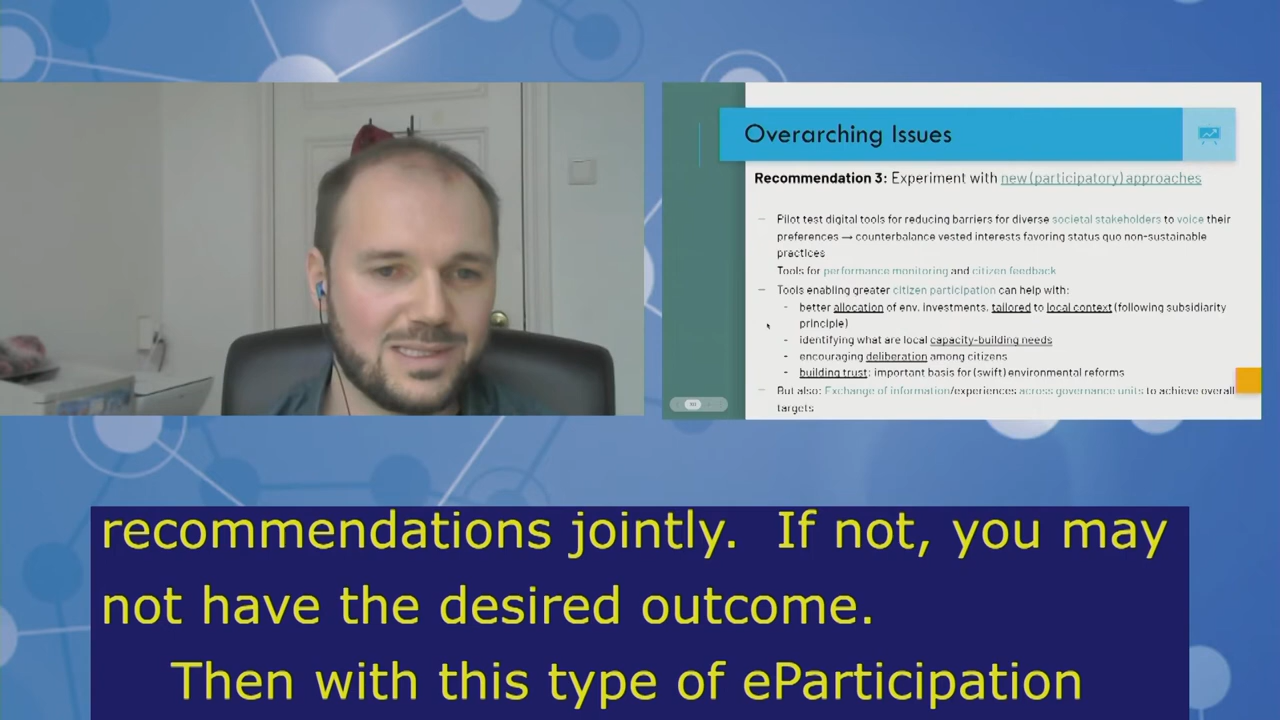 Overarching Issues
Recommendation 3: Experiment with new (participatory) approaches
– Pilot test digital tools for reducing barriers for diverse societal stakeholders to voice their
preferences → counterbalance vested interests favoring status quo non-sustainable
practices
Tools for performance monitoring and citizen feedback
– Tools enabling greater citizen participation can help with:
- better allocation of env. investments, tailored to local context (following subsidiarity
principle)
- identifying what are local capacity-building needs
- encouraging deliberation among citizens
- building trust: important basis for (swift) environmental reforms
– But also: Exchange of information/experiences across governance units to achieve overall
targets
recommendations jointly. If not, you may
not have the desired outcome.
Then with this type of eParticipation